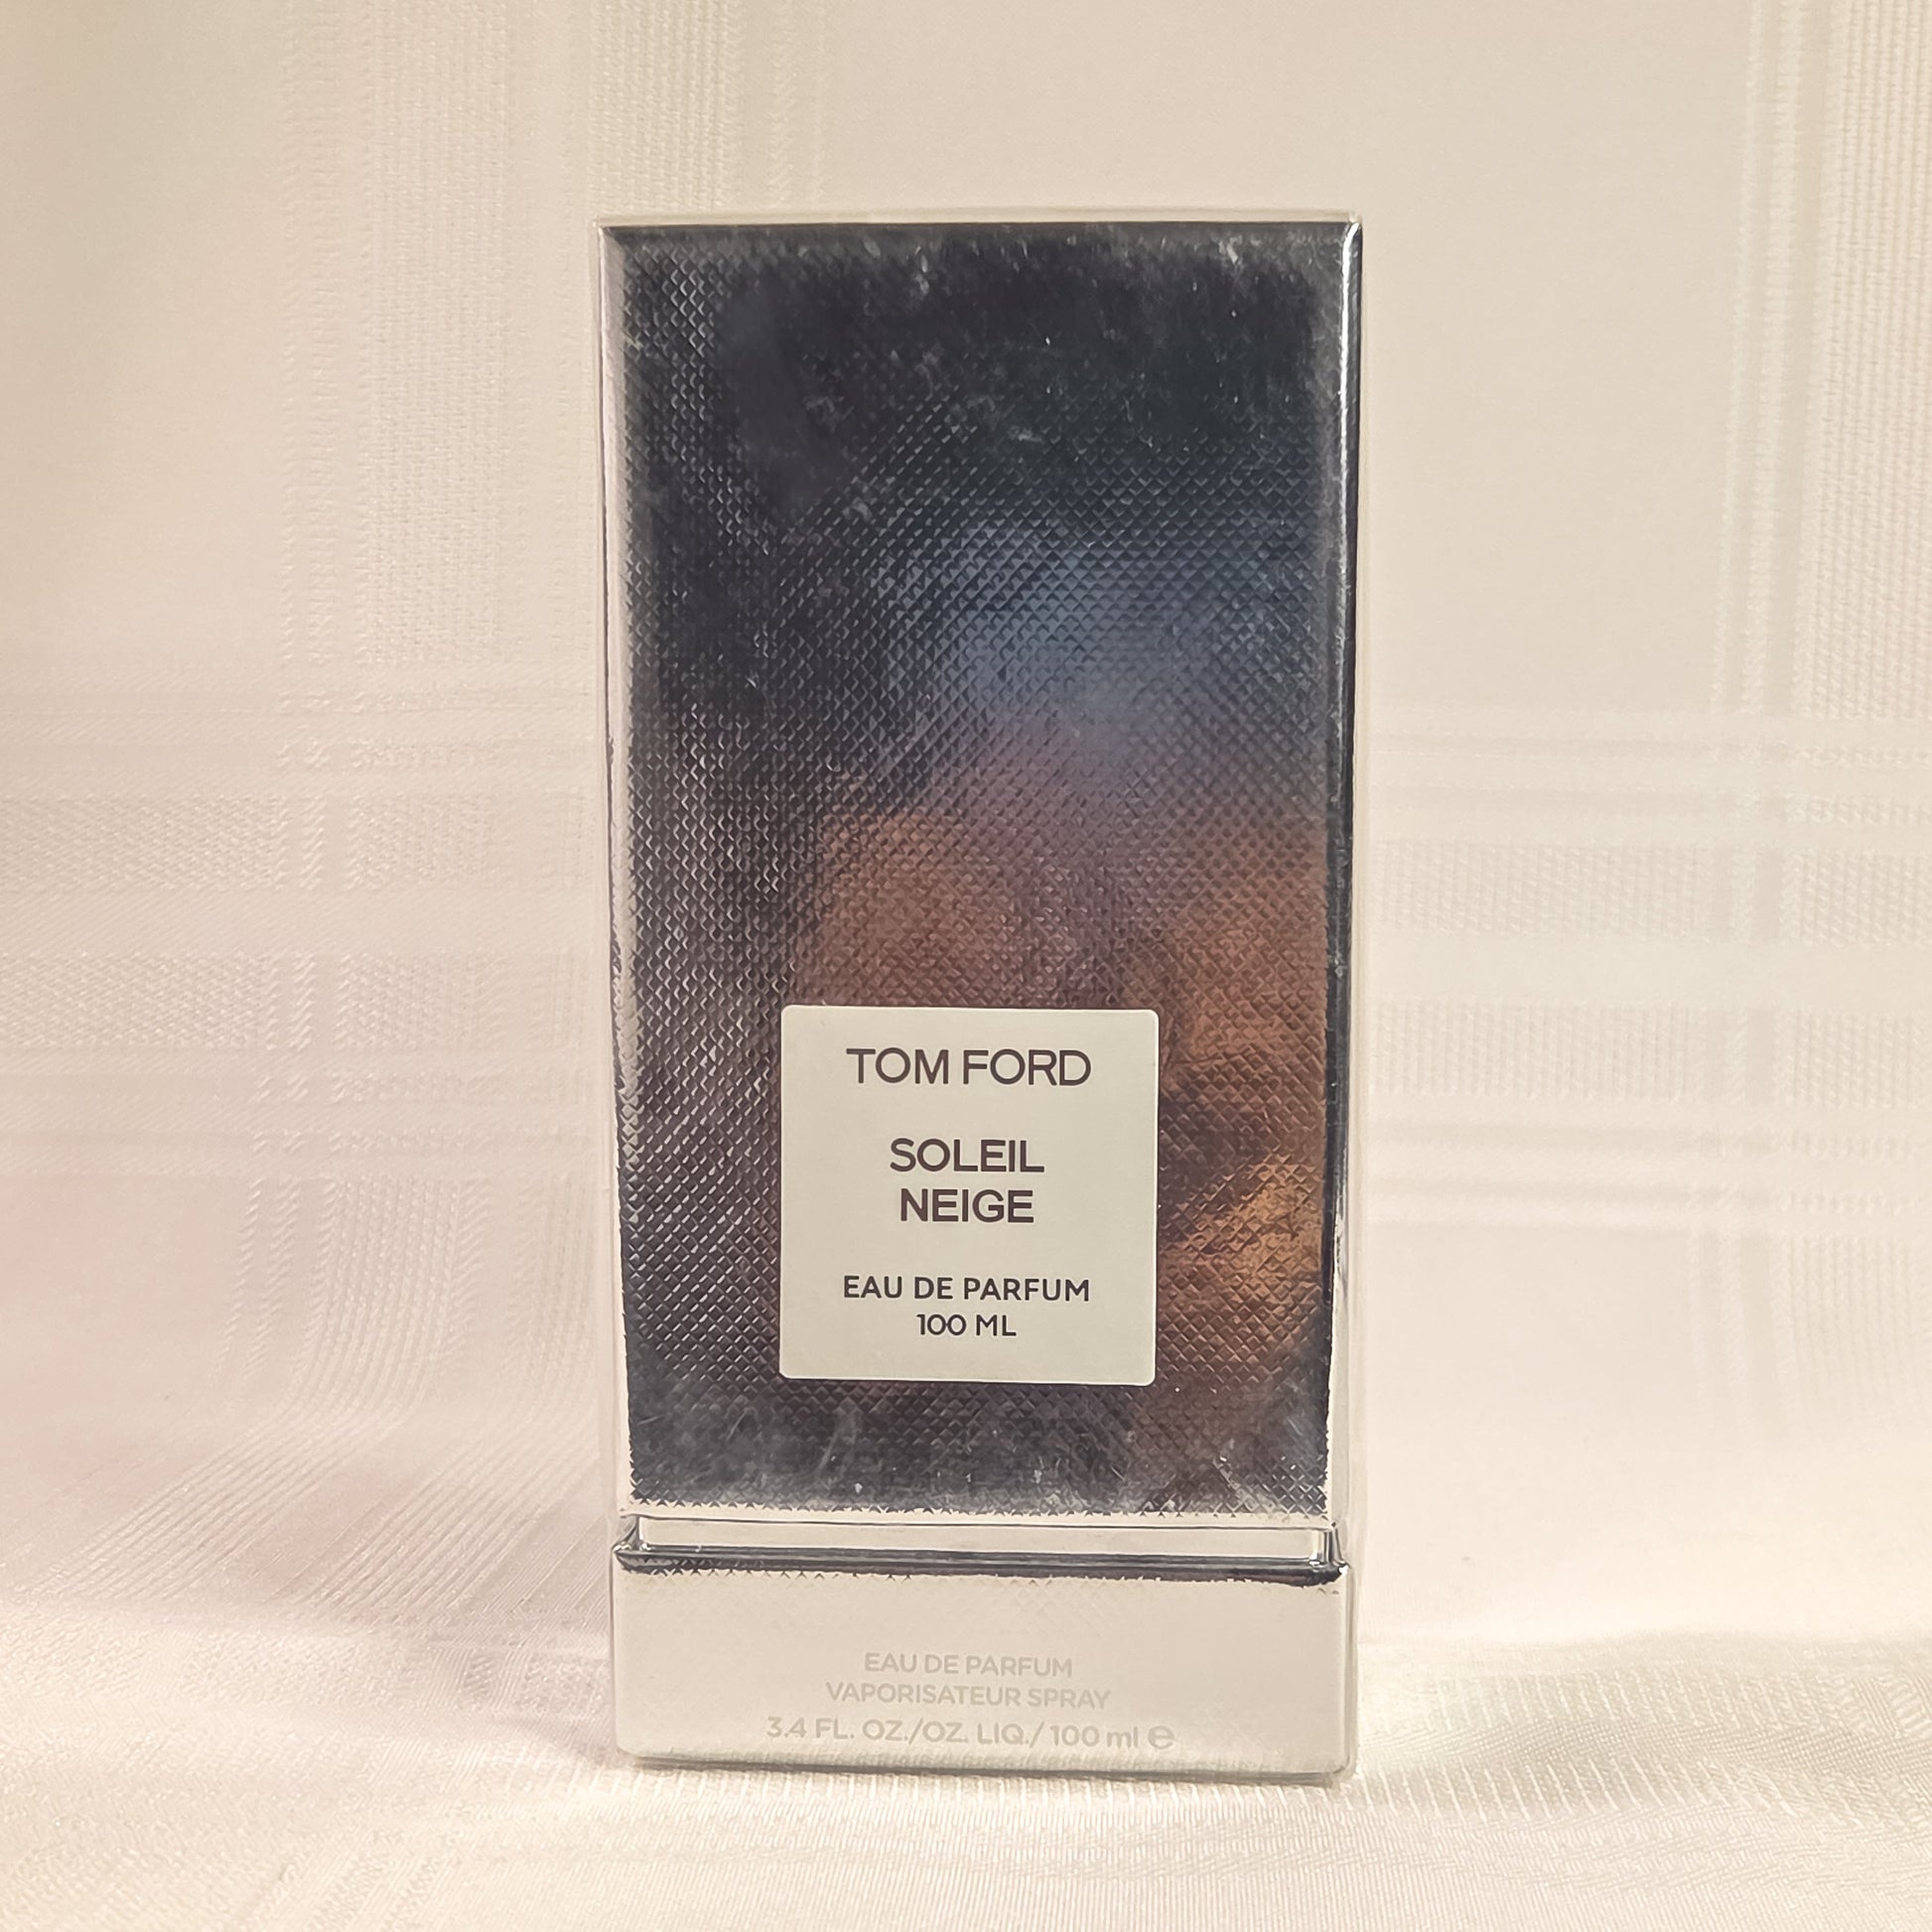 TOM FORD
SOLEIL
NEIGE
EAU DE PARFUM
100 ML
EAU DE PARFUM
VAPORISATEUR SPRAY
3.4 FL. OZ./OZ. LIQ./ 100 ml ℮